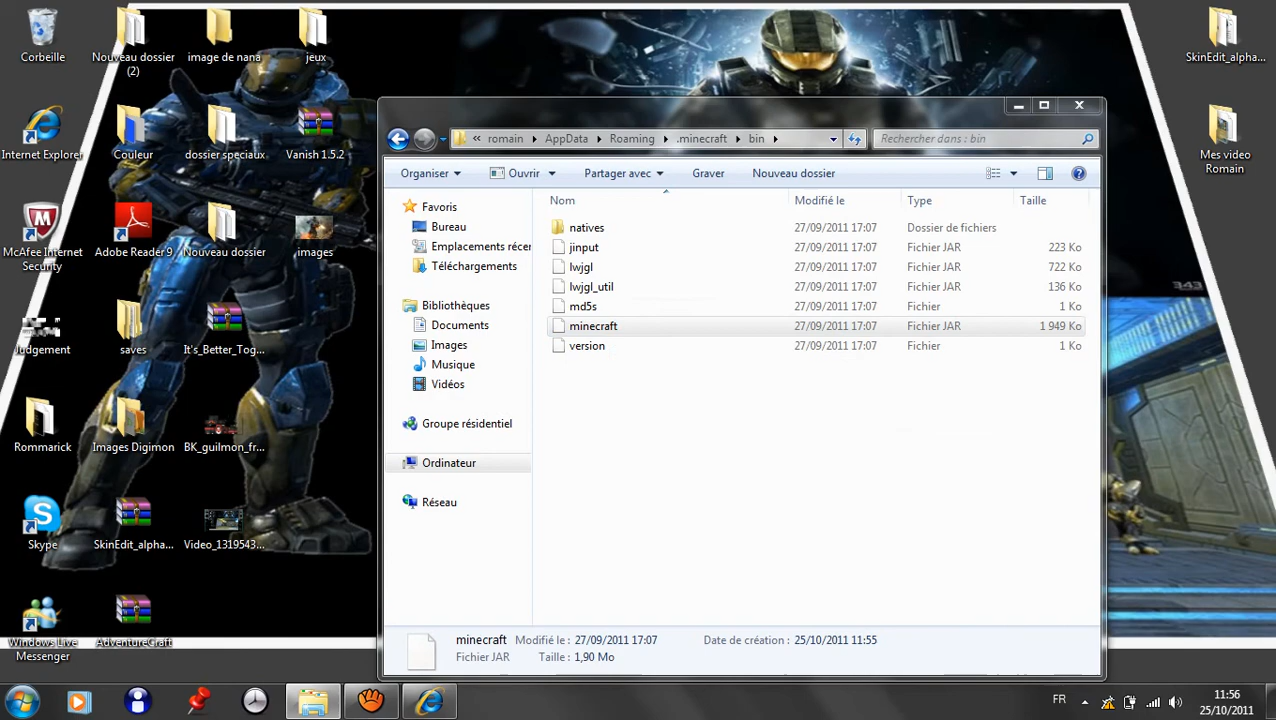 Corbeille
Nouveau dossier
(2)
image de nana
jeux
SkinEdit_alpha...
Internet Explorer
Couleur
dossier speciaux
Vanish 1.5.2
Mes video
Romain
McAfee Internet
Security
Adobe Reader 9
Nouveau dossier
images
Judgement
saves
It's_Better_Tog...
Rommarick
Images Digimon
BK_guilmon_fr...
Skype
SkinEdit_alpha...
Video_1319543...
Windows Live
Messenger
AdventureCraft
343
« romain ▸ AppData ▸ Roaming ▸ .minecraft ▸ bin ▸
Rechercher dans : bin
Organiser
Ouvrir
Partager avec
Graver
Nouveau dossier
Favoris
Bureau
Emplacements récer
Téléchargements
Bibliothèques
Documents
Images
Musique
Vidéos
Groupe résidentiel
Ordinateur
Réseau
Nom Modifié le Type Taille
natives 27/09/2011 17:07 Dossier de fichiers
jinput 27/09/2011 17:07 Fichier JAR 223 Ko
lwjgl 27/09/2011 17:07 Fichier JAR 722 Ko
lwjgl_util 27/09/2011 17:07 Fichier JAR 136 Ko
md5s 27/09/2011 17:07 Fichier 1 Ko
minecraft 27/09/2011 17:07 Fichier JAR 1 949 Ko
version 27/09/2011 17:07 Fichier 1 Ko
minecraft Modifié le : 27/09/2011 17:07 Date de création : 25/10/2011 11:55
Fichier JAR Taille : 1,90 Mo
FR
11:56
25/10/2011